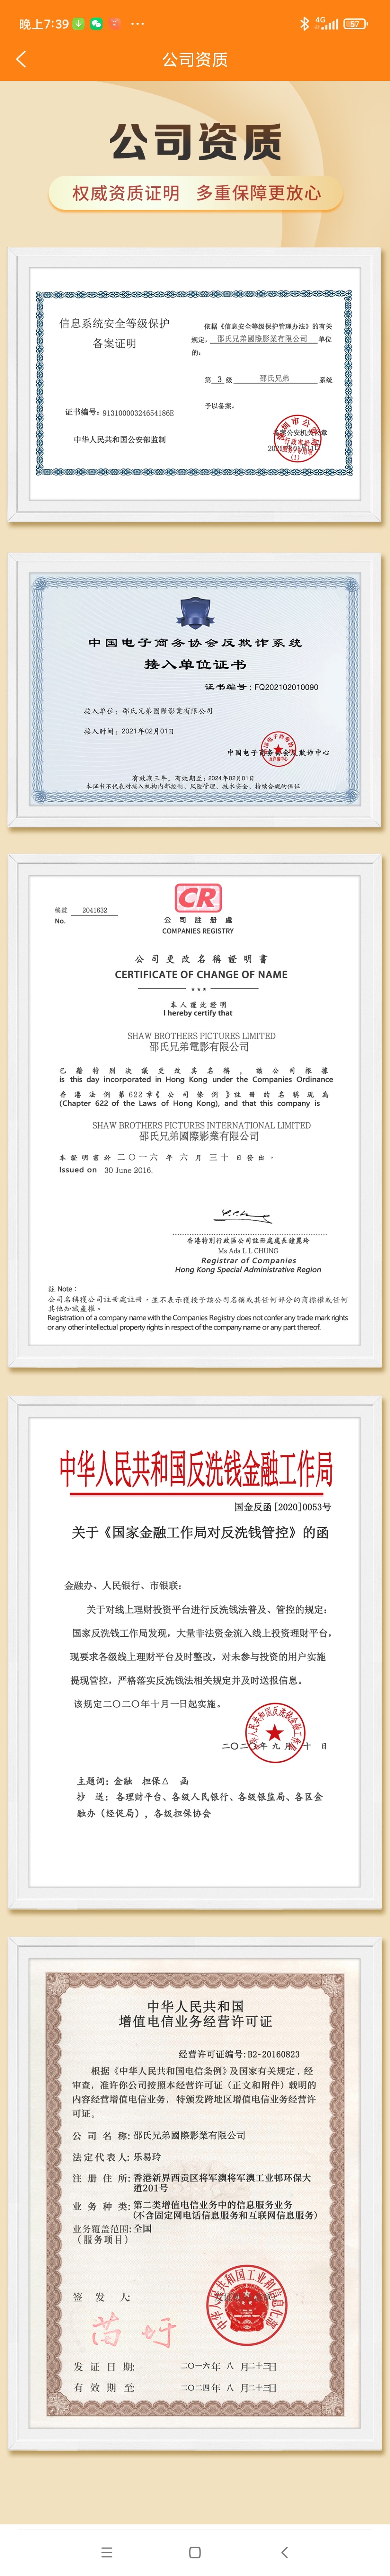 晚上7:39
4G
57
公司资质
公司资质
权威资质证明 多重保障更放心
信息系统安全等级保护
备案证明
证书编号：91310000324654186E
中华人民共和国公安部监制
依据《信息安全等级保护管理办法》的有关
规定，邵氏兄弟國際影業有限公司单位
的：
第 3 级 邵氏兄弟 系统
予以备案。
中国电子商务协会反欺诈系统
接入单位证书
证书编号：FQ202102010090
接入单位：邵氏兄弟國際影業有限公司
接入时间：2021年02月01日
中国电子商务协会反欺诈中心
有效期三年，有效期至：2024年02月01日
本证书不代表对接入机构内部控制、风险管理、技术安全、持续合规的保证
编號 2041632
No.
CR
公司註冊處
COMPANIES REGISTRY
公司更改名稱證明書
CERTIFICATE OF CHANGE OF NAME
***
本人謹此證明
I hereby certify that
SHAW BROTHERS PICTURES LIMITED
邵氏兄弟電影有限公司
已藉特別決議更改其名稱，該公司根據
is this day incorporated in Hong Kong under the Companies Ordinance
香港法例第622章《公司條例》註冊的名稱現為
(Chapter 622 of the Laws of Hong Kong), and that this company is
SHAW BROTHERS PICTURES INTERNATIONAL LIMITED
邵氏兄弟國際影業有限公司
本證明書於二〇一六年六月三十日發出。
Issued on 30 June 2016.
香港特別行政區公司註冊處處長鍾麗玲
Ms Ada L L CHUNG
Registrar of Companies
Hong Kong Special Administrative Region
註 Note：
公司名稱獲公司註冊處註冊，並不表示獲授予該公司名稱或其任何部分的商標權或任何
其他知識產權。
Registration of a company name with the Companies Registry does not confer any trade mark rights
or any other intellectual property rights in respect of the company name or any part thereof.
中华人民共和国反洗钱金融工作局
国金反函[2020]0053号
关于《国家金融工作局对反洗钱管控》的函
金融办、人民银行、市银联：
关于对线上理财投资平台进行反洗钱法普及、管控的规定：
国家反洗钱工作局发现，大量非法资金流入线上投资理财平台，
现要求各级线上理财平台及时整改，对未参与投资的用户实施
提现管控，严格落实反洗钱法相关规定并及时送报信息。
该规定二〇二〇年十月一日起实施。
二〇二〇年九月 十 日
主题词：金融 担保△ 函
抄 送：各理财平台、各级人民银行、各级银监局、各区金
融办（经促局），各级担保协会
中华人民共和国
增值电信业务经营许可证
经营许可证编号：B2-20160823
根据《中华人民共和国电信条例》及国家有关规定，经
审查，准许你公司按照本经营许可证（正文和附件）载明的
内容经营增值电信业务，特颁发跨地区增值电信业务经营许
可证。
公司名称：邵氏兄弟國際影業有限公司
法定代表人：乐易玲
注册住所：香港新界西贡区将军澳将军澳工业邨环保大
道201号
业务种类：第二类增值电信业务中的信息服务业务
(不含固定网电话信息服务和互联网信息服务)
业务覆盖范围：全国
（服务项目）
签发人：
苗圩
发证日期：二〇一六年 八 月二十三日
有效期至：二〇二四年 八 月二十三日